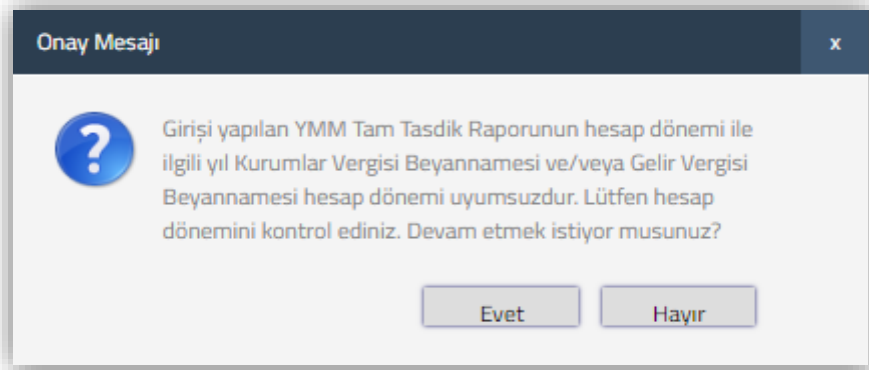 Onay Mesajı
x
Girişi yapılan YMM Tam Tasdik Raporunun hesap dönemi ile
ilgili yıl Kurumlar Vergisi Beyannamesi ve/veya Gelir Vergisi
Beyannamesi hesap dönemi uyumsuzdur. Lütfen hesap
dönemini kontrol ediniz. Devam etmek istiyor musunuz?
Evet
Hayır